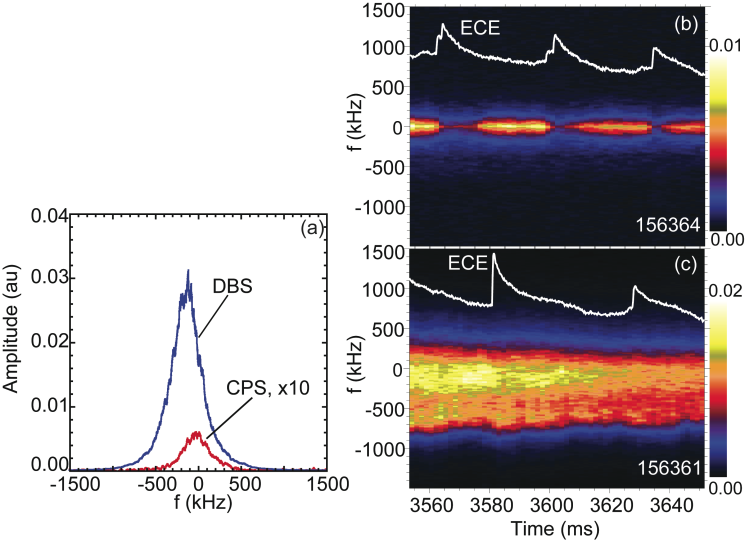 0.04
(a)
0.03
DBS
0.02
CPS, x10
0.01
0.00
Amplitude (au)
-1500
-500
0
500
1500
f (kHz)
1500
(b)
ECE
1000
0.01
500
0
-500
-1000
f (kHz)
156364
0.00
1500
ECE
(c)
1000
0.02
500
0
-500
-1000
f (kHz)
156361
0.00
3560
3580
3600
3620
3640
Time (ms)